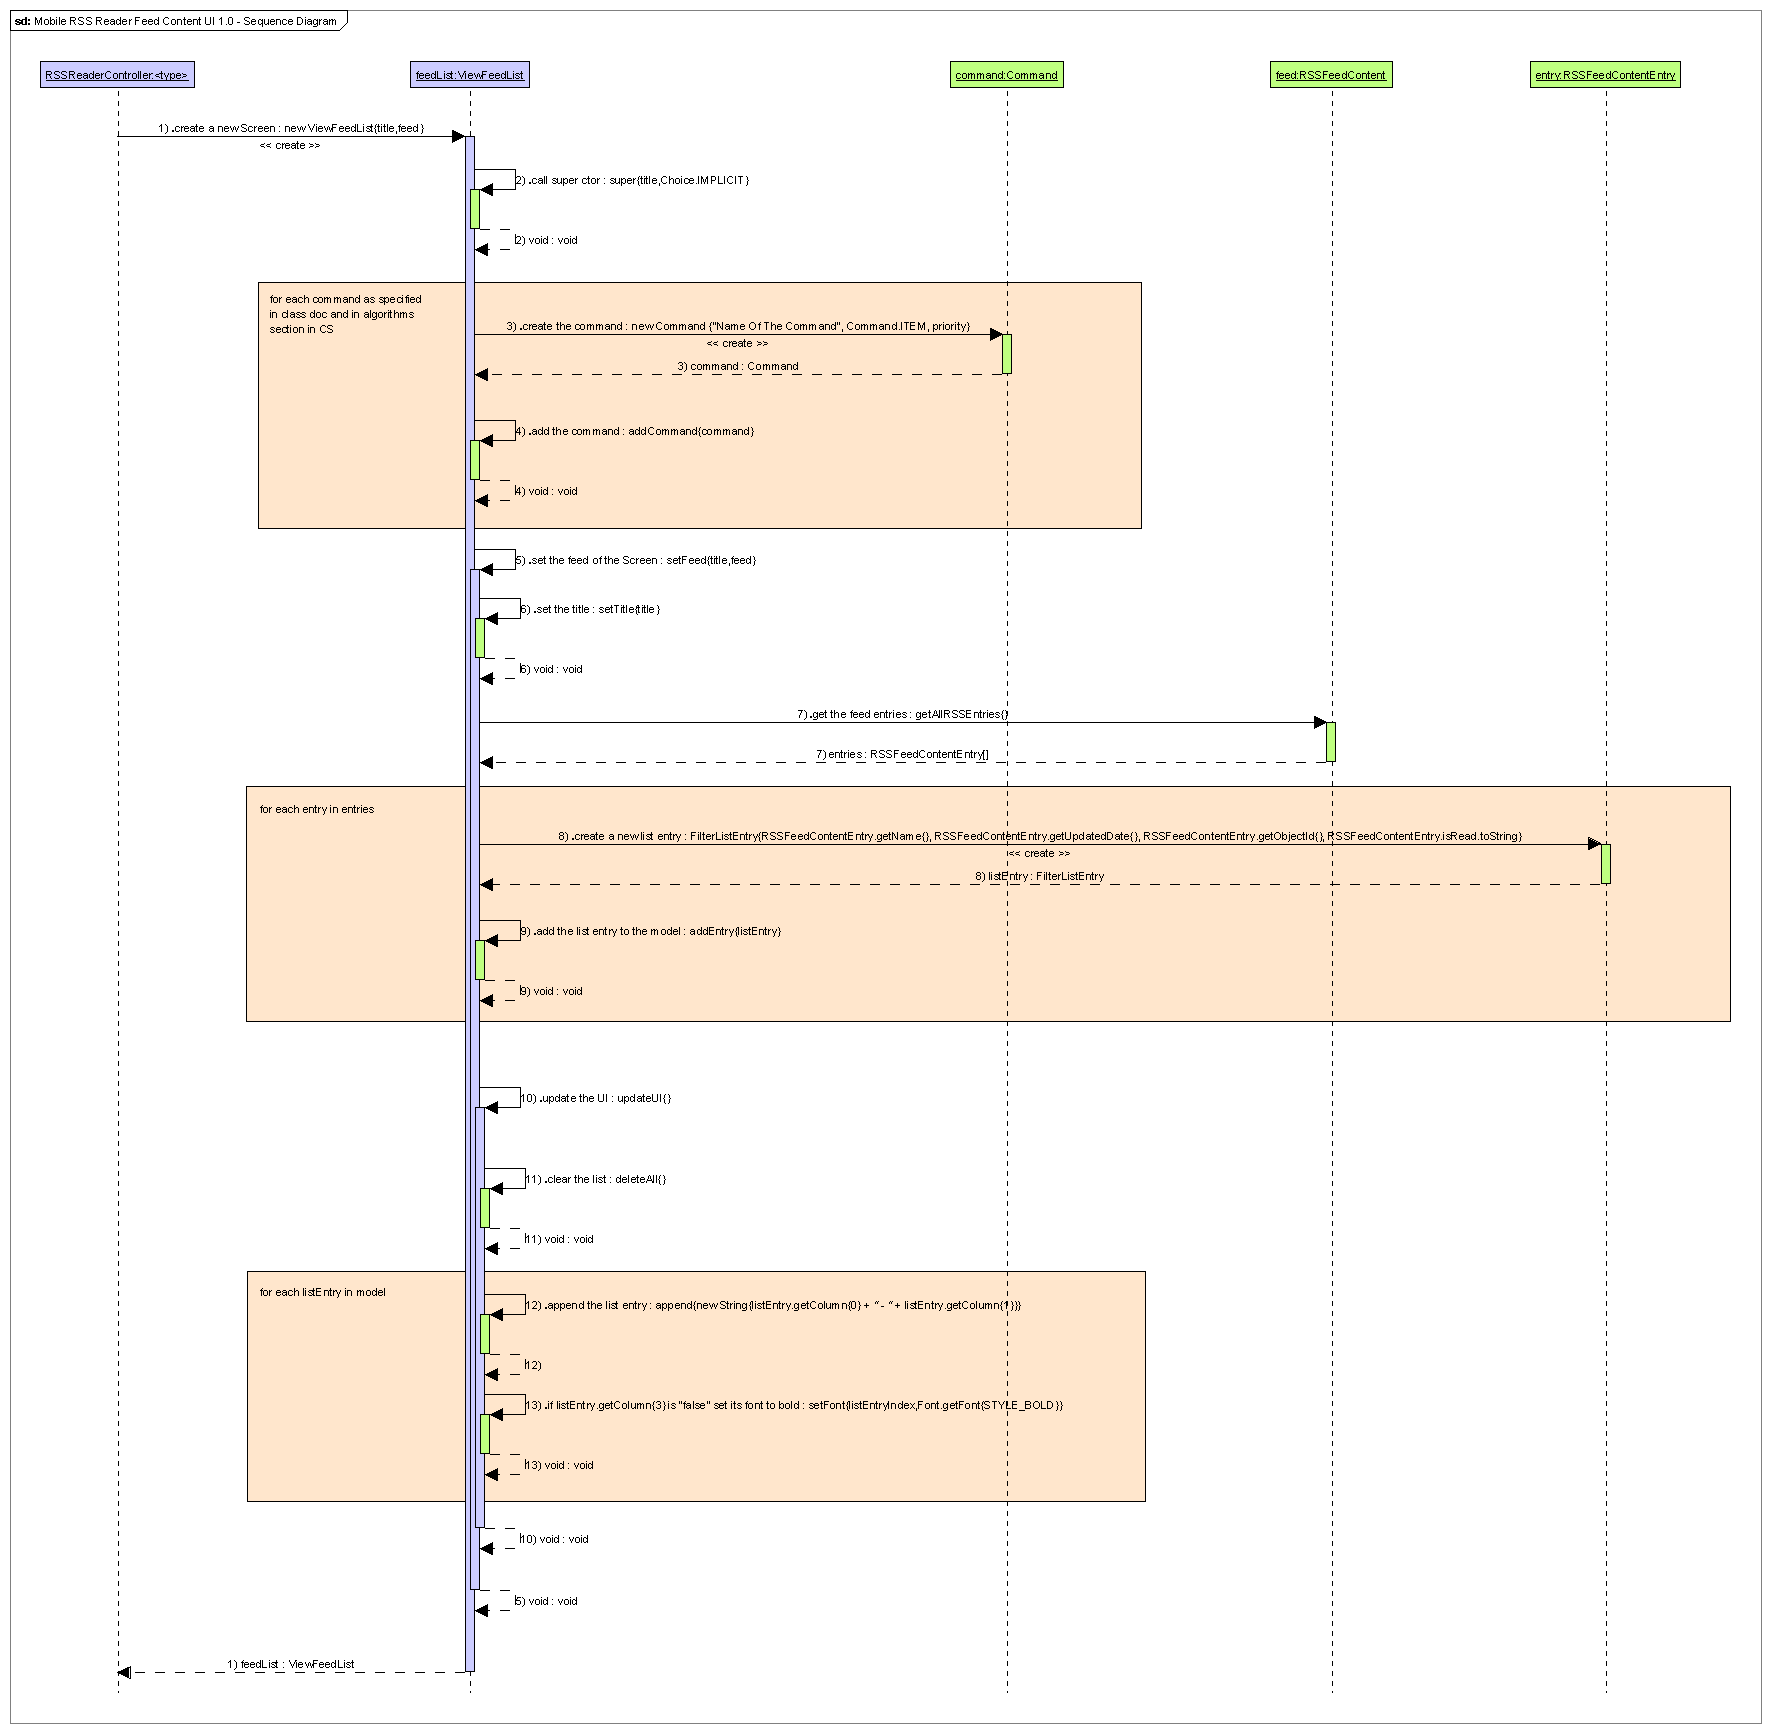 sd: Mobile RSS Reader Feed Content UI 1.0 - Sequence Diagram
RSSReaderController:<type>
feedList:ViewFeedList
command:Command
feed:RSSFeedContent
entry:RSSFeedContentEntry
1) .create a new Screen : new ViewFeedList{title,feed}
<< create >>
2) .call super ctor : super{title,Choice.IMPLICIT}
2) void : void
for each command as specified
in class doc and in algorithms
section in CS
3) .create the command : new Command {"Name Of The Command", Command.ITEM, priority}
<< create >>
3) command : Command
4) .add the command : addCommand{command}
4) void : void
5) .set the feed of the Screen : setFeed{title,feed}
6) .set the title : setTitle{title}
6) void : void
7) .get the feed entries : getAllRSSEntries{}
7) entries : RSSFeedContentEntry[]
for each entry in entries
8) .create a new list entry : FilterListEntry{RSSFeedContentEntry.getName{}, RSSFeedContentEntry.getUpdatedDate{}, RSSFeedContentEntry.getObjectId{}, RSSFeedContentEntry.isRead.toString}
<< create >>
8) listEntry : FilterListEntry
9) .add the list entry to the model : addEntry{listEntry}
9) void : void
10) .update the UI : updateUI{}
11) .clear the list : deleteAll{}
11) void : void
for each listEntry in model
12) .append the list entry : append{new String{listEntry.getColumn{0} + “ - “ + listEntry.getColumn{1}}}
12)
13) .if listEntry.getColumn{3} is "false" set its font to bold : setFont{listEntryIndex,Font.getFont{STYLE_BOLD}}
13) void : void
10) void : void
5) void : void
1) feedList : ViewFeedList